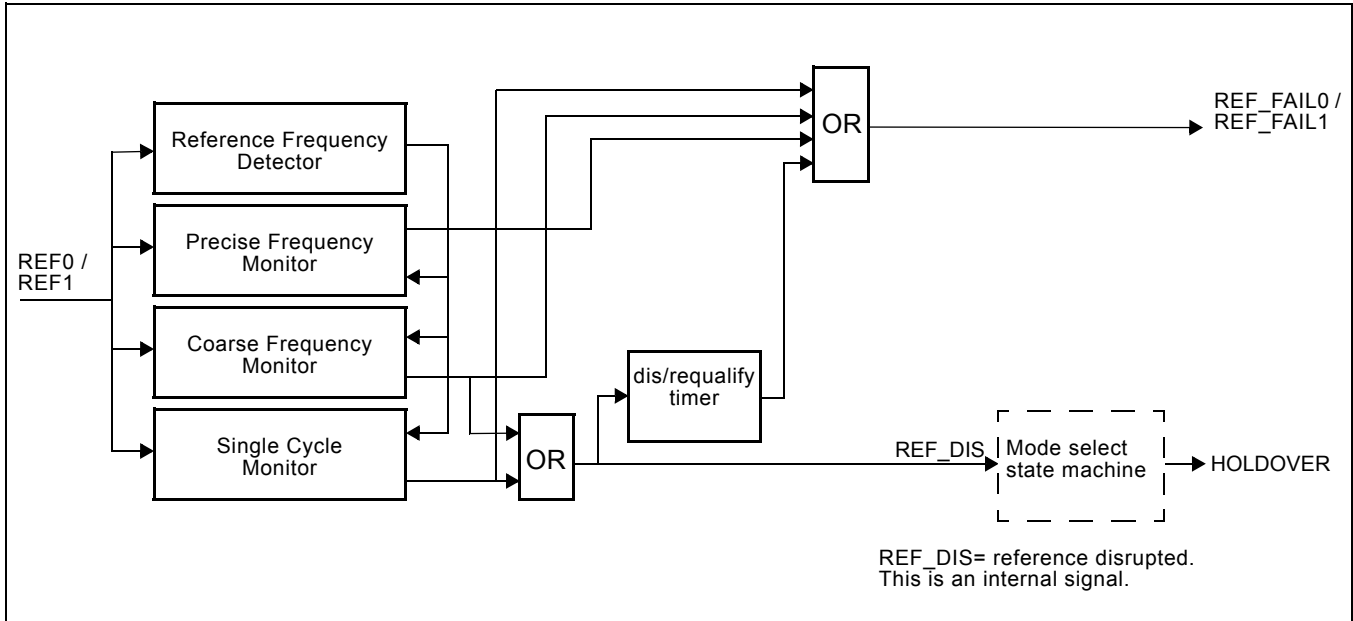 REF0 /
REF1
Reference Frequency
Detector
Precise Frequency
Monitor
Coarse Frequency
Monitor
Single Cycle
Monitor
OR
dis/requalify
timer
OR
REF_FAIL0 /
REF_FAIL1
REF_DIS
Mode select
state machine
HOLDOVER
REF_DIS= reference disrupted.
This is an internal signal.